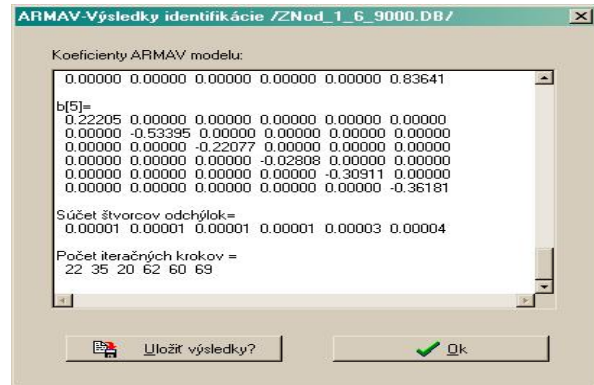 ARMAV-Výsledky identifikácie /ZNod_1_6_9000.DB/
Koeficienty ARMAV modelu:
0.00000 0.00000 0.00000 0.00000 0.00000 0.83641
b[5]=
0.22205 0.00000 0.00000 0.00000 0.00000 0.00000
0.00000 -0.53395 0.00000 0.00000 0.00000 0.00000
0.00000 0.00000 -0.22077 0.00000 0.00000 0.00000
0.00000 0.00000 0.00000 -0.02808 0.00000 0.00000
0.00000 0.00000 0.00000 0.00000 -0.30911 0.00000
0.00000 0.00000 0.00000 0.00000 0.00000 -0.36181
Súčet štvorcov odchýlok=
0.00001 0.00001 0.00001 0.00001 0.00003 0.00004
Počet iteračných krokov =
22 35 20 62 60 69
Uložiť výsledky?
Ok